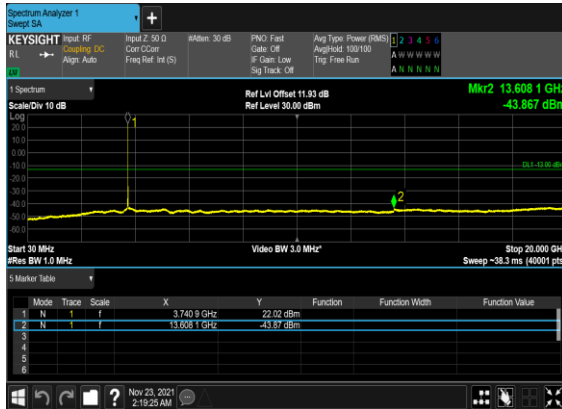 Spectrum Analyzer 1
Swept SA
+
KEYSIGHT
RL
Input: RF
Coupling: DC
Align: Auto
Input Z: 50 Ω
Corr CCorr
Freq Ref: Int (S)
#Atten: 30 dB
PNO: Fast
Gate: Off
IF Gain: Low
Sig Track: Off
Avg Type: Power (RMS)
Avg|Hold: 100/100
Trig: Free Run
1 2 3 4 5 6
A W W W W W
A N N N N N
1 Spectrum
Scale/Div 10 dB
Ref Lvl Offset 11.93 dB
Ref Level 30.00 dBm
Mkr2 13.608 1 GHz
-43.867 dBm
Log
20.0
10.0
0.00
-10.0
-20.0
-30.0
-40.0
-50.0
-60.0
1
DL1 -13.00 dBm
2
Start 30 MHz
#Res BW 1.0 MHz
Video BW 3.0 MHz*
Stop 20.000 GHz
Sweep ~38.3 ms (40001 pts)
5 Marker Table
Mode Trace Scale X Y Function Function Width Function Value
1 N 1 f 3.740 9 GHz 22.02 dBm
2 N 1 f 13.608 1 GHz -43.87 dBm
3
4
5
6
?
Nov 23, 2021
2:19:25 AM